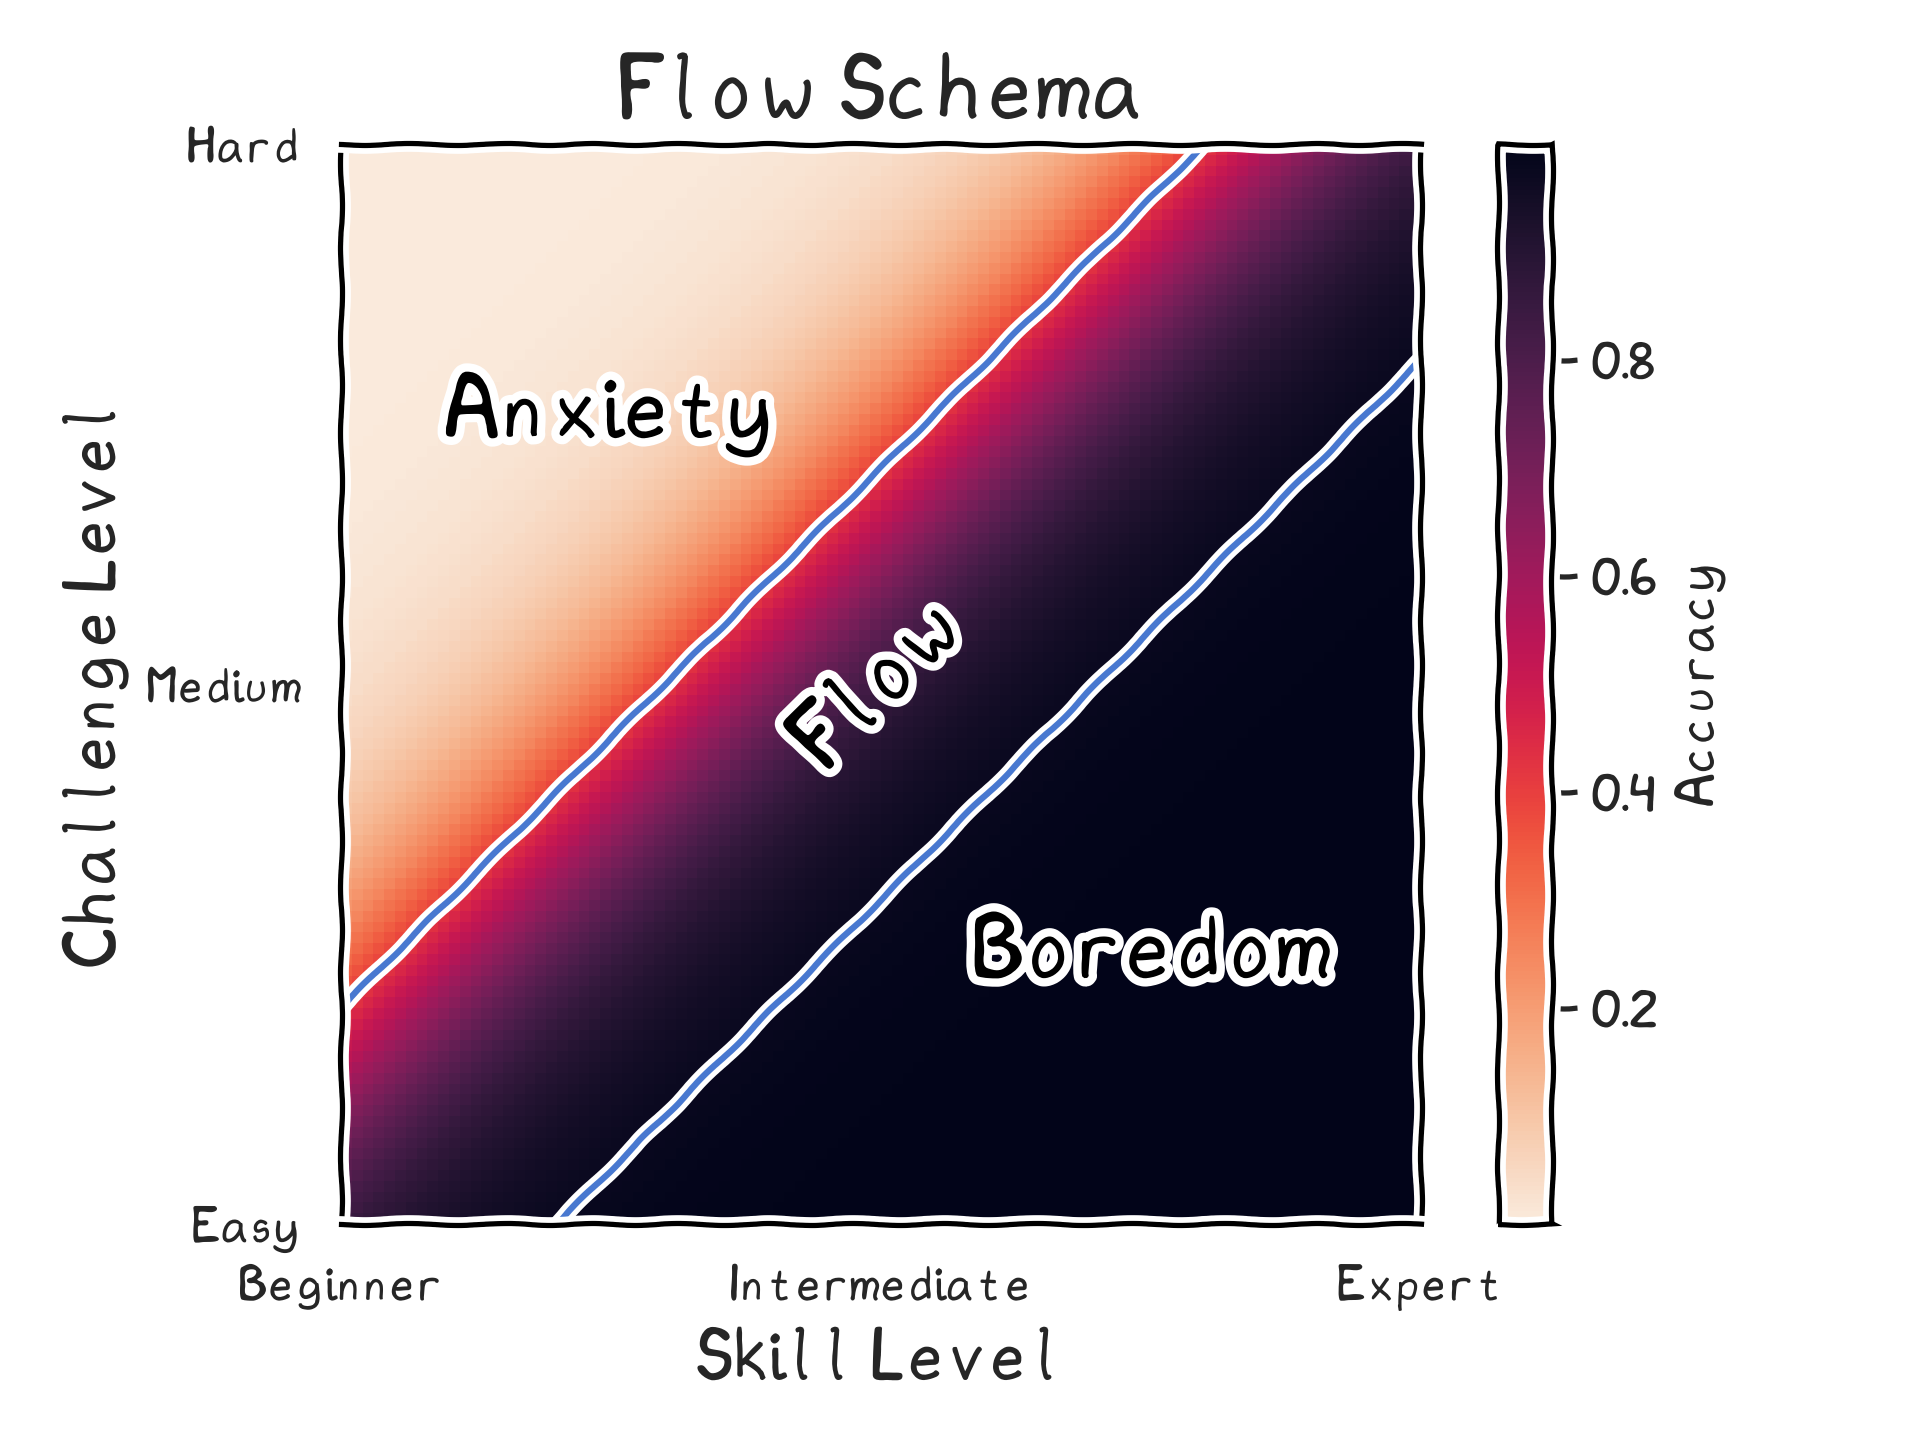 Flow Schema
Hard
Medium
Easy
Challenge Level
Anxiety
Flow
Boredom
Beginner
Intermediate
Expert
Skill Level
0.8
0.6
0.4
0.2
Accuracy